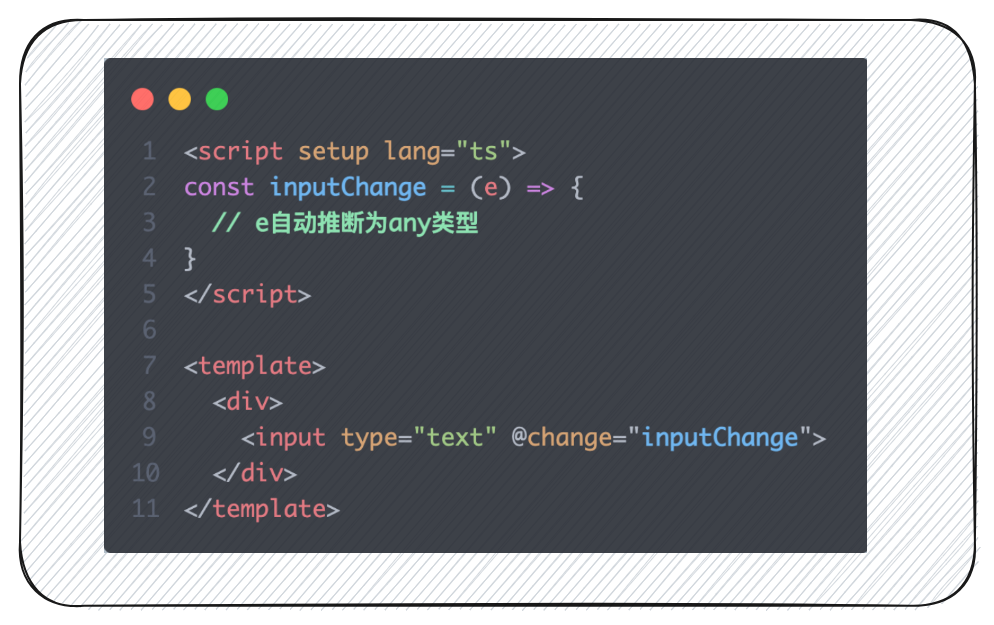 1 <script setup lang="ts">
2 const inputChange = (e) => {
3   // e自动推断为any类型
4 }
5 </script>
6
7 <template>
8   <div>
9     <input type="text" @change="inputChange">
10   </div>
11 </template>